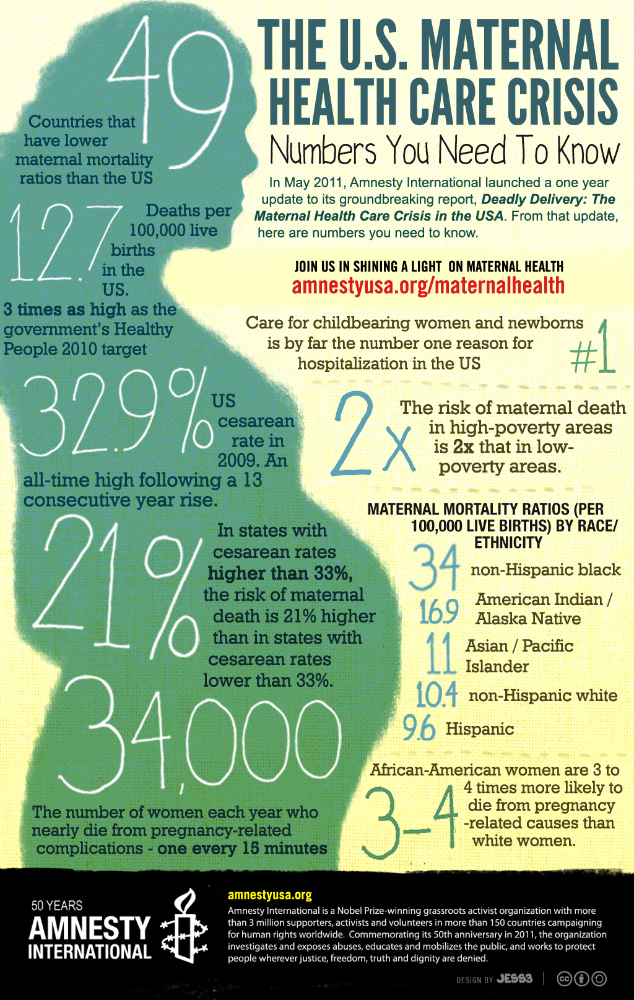 THE U.S. MATERNAL
HEALTH CARE CRISIS
Numbers You Need To Know
In May 2011, Amnesty International launched a one year
update to its groundbreaking report, Deadly Delivery: The
Maternal Health Care Crisis in the USA. From that update,
here are numbers you need to know.
JOIN US IN SHINING A LIGHT ON MATERNAL HEALTH
amnestyusa.org/maternalhealth
49
Countries that
have lower
maternal mortality
ratios than the US
12.7
Deaths per
100,000 live
births
in the
US.
3 times as high as the
government's Healthy
People 2010 target
32.9%
US
cesarean
rate in
2009. An
all-time high following a 13
consecutive year rise.
21%
In states with
cesarean rates
higher than 33%,
the risk of maternal
death is 21% higher
than in states with
cesarean rates
lower than 33%.
34,000
The number of women each year who
nearly die from pregnancy-related
complications - one every 15 minutes
Care for childbearing women and newborns
is by far the number one reason for
hospitalization in the US
#1
2x
The risk of maternal death
in high-poverty areas
is 2x that in low-
poverty areas.
MATERNAL MORTALITY RATIOS (PER
100,000 LIVE BIRTHS) BY RACE/
ETHNICITY
34 non-Hispanic black
16.9 American Indian /
Alaska Native
11 Asian / Pacific
Islander
10.4 non-Hispanic white
9.6 Hispanic
African-American women are 3 to
4 times more likely to
die from pregnancy
-related causes than
white women.
3-4
50 YEARS
AMNESTY
INTERNATIONAL
amnestyusa.org
Amnesty International is a Nobel Prize-winning grassroots activist organization with more
than 3 million supporters, activists and volunteers in more than 150 countries campaigning
for human rights worldwide. Commemorating its 50th anniversary in 2011, the organization
investigates and exposes abuses, educates and mobilizes the public, and works to protect
people wherever justice, freedom, truth and dignity are denied.
DESIGN BY JESS3
cc